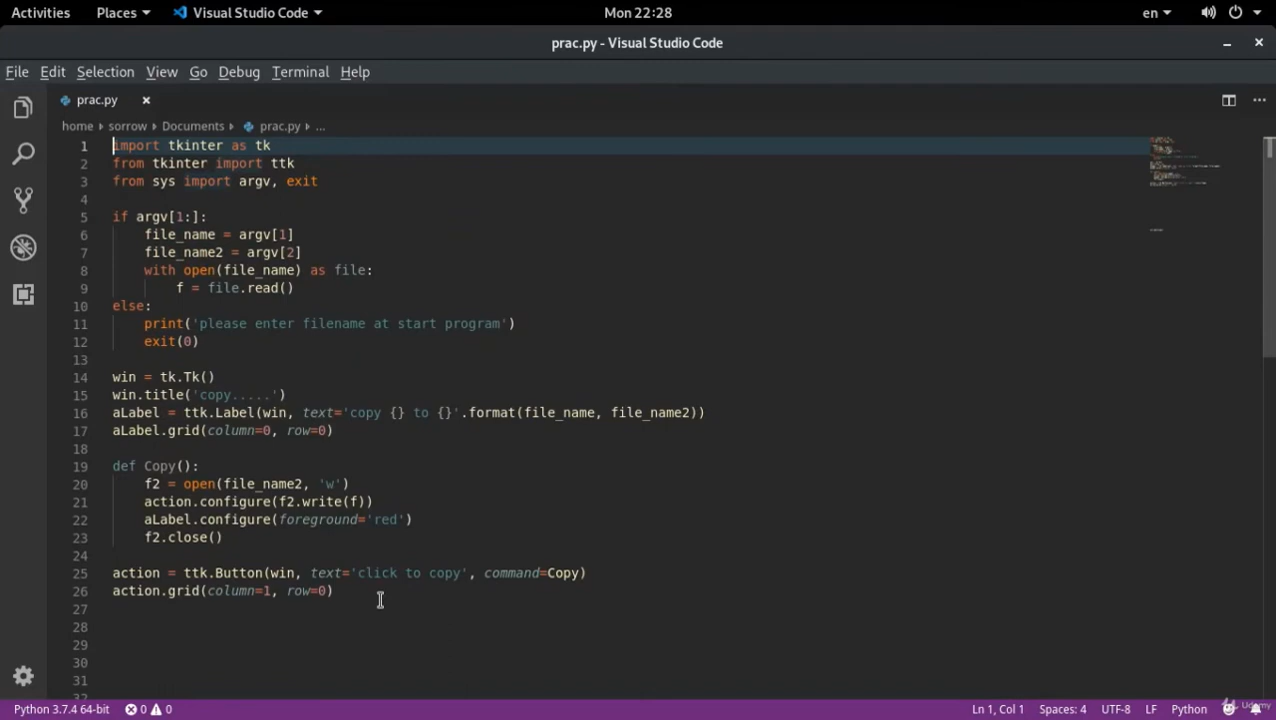 Activities Places Visual Studio Code Mon 22:28 en
prac.py - Visual Studio Code
File Edit Selection View Go Debug Terminal Help
prac.py
home sorrow Documents prac.py ...
1 import tkinter as tk
2 from tkinter import ttk
3 from sys import argv, exit
4
5 if argv[1:]:
6 file_name = argv[1]
7 file_name2 = argv[2]
8 with open(file_name) as file:
9 f = file.read()
10 else:
11 print('please enter filename at start program')
12 exit(0)
13
14 win = tk.Tk()
15 win.title('copy.....')
16 aLabel = ttk.Label(win, text='copy {} to {}'.format(file_name, file_name2))
17 aLabel.grid(column=0, row=0)
18
19 def Copy():
20 f2 = open(file_name2, 'w')
21 action.configure(f2.write(f))
22 aLabel.configure(foreground='red')
23 f2.close()
24
25 action = ttk.Button(win, text='click to copy', command=Copy)
26 action.grid(column=1, row=0)
27
28
29
30
31
32
Python 3.7.4 64-bit 0 0 Ln 1, Col 1 Spaces: 4 UTF-8 LF Python
Udemy